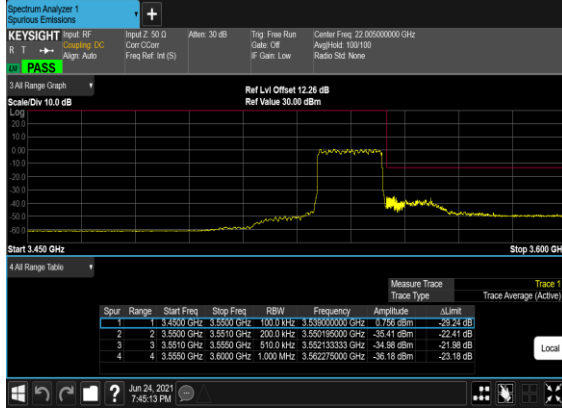 Spectrum Analyzer 1
Spurious Emissions
+
KEYSIGHT Input: RF
R T Coupling: DC
Align: Auto
Input Z: 50 Ω
Corr CCorr
Freq Ref: Int (S)
Atten: 30 dB
Trig: Free Run
Gate: Off
IF Gain: Low
Center Freq: 22.005000000 GHz
Avg|Hold: 100/100
Radio Std: None
PASS
3 All Range Graph
Ref Lvl Offset 12.26 dB
Scale/Div 10.0 dB Ref Value 30.00 dBm
Log
20.0
10.0
0.00
-10.0
-20.0
-30.0
-40.0
-50.0
-60.0
Start 3.450 GHz Stop 3.600 GH
4 All Range Table
Measure Trace Trace 1
Trace Type Trace Average (Active)
Spur Range Start Freq Stop Freq RBW Frequency Amplitude ΔLimit
1 1 3.4500 GHz 3.5500 GHz 100.0 kHz 3.539000000 GHz 0.756 dBm -29.24 dB
2 2 3.5500 GHz 3.5510 GHz 200.0 kHz 3.550195000 GHz -35.41 dBm -22.41 dB
3 3 3.5510 GHz 3.5550 GHz 510.0 kHz 3.552133333 GHz -34.98 dBm -21.98 dB
4 4 3.5550 GHz 3.6000 GHz 1.000 MHz 3.562275000 GHz -36.18 dBm -23.18 dB
Local
?
Jun 24, 2021
7:45:13 PM